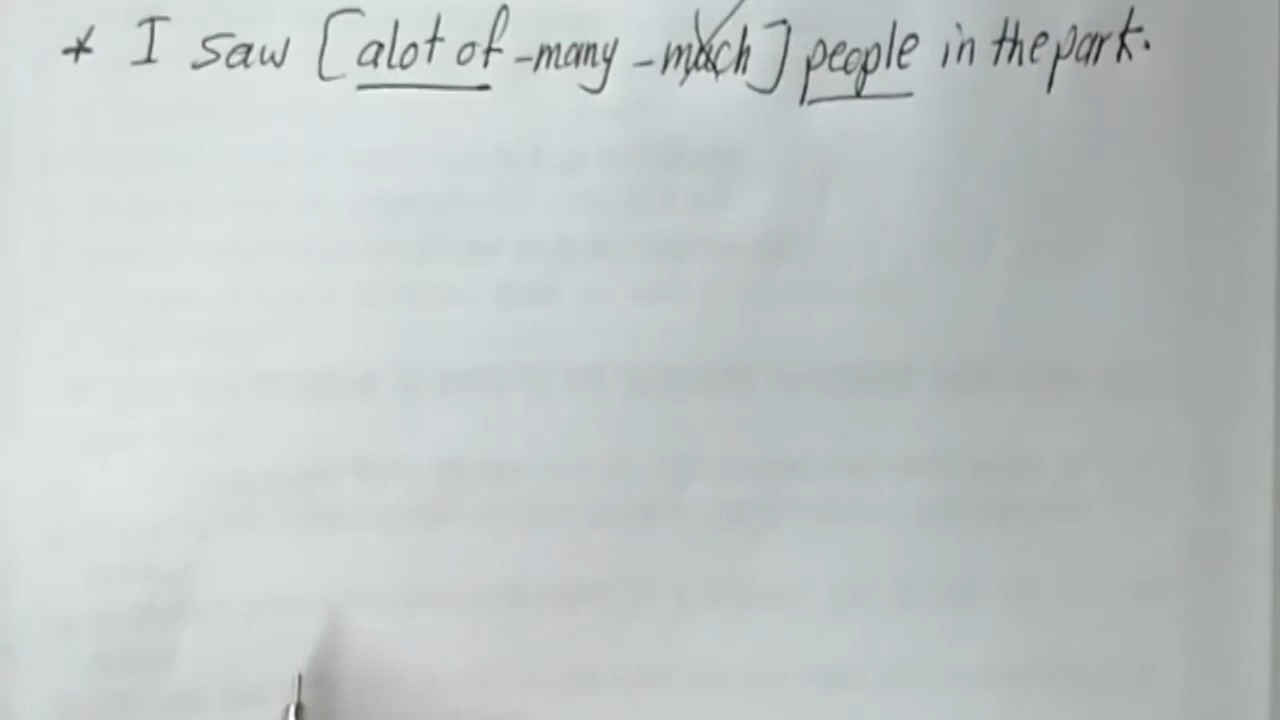 * I saw [alot of - many - much] people in the park.